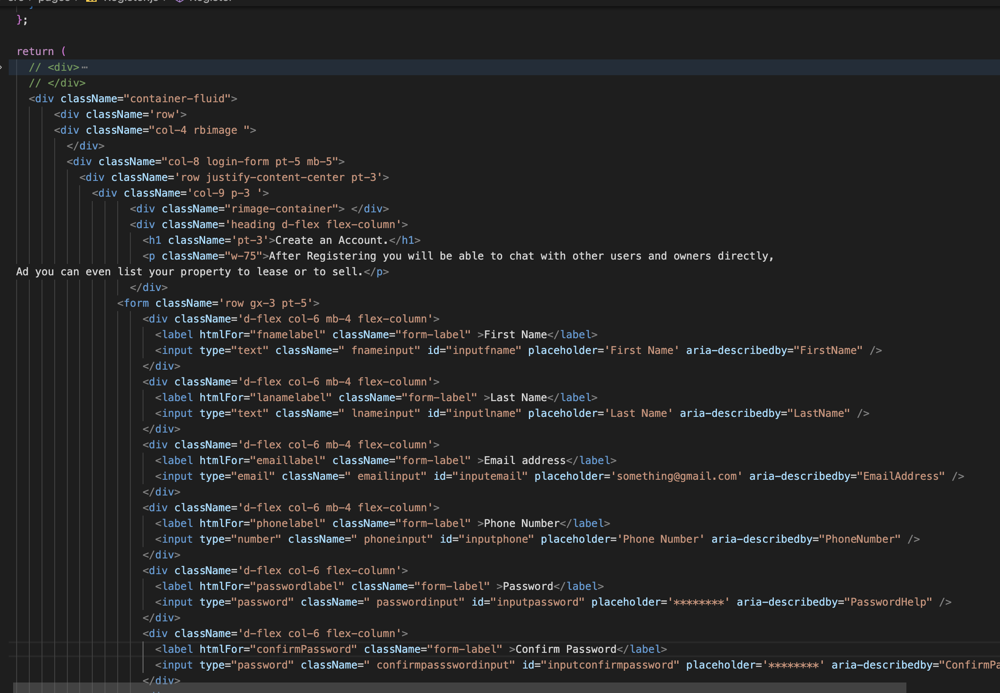 src > pages > Register.js > Register
};
return (
// <div>⋯
// </div>
<div className="container-fluid">
<div className='row'>
<div className="col-4 rbimage ">
</div>
<div className="col-8 login-form pt-5 mb-5">
<div className='row justify-content-center pt-3'>
<div className='col-9 p-3 '>
<div className="rimage-container"> </div>
<div className='heading d-flex flex-column'>
<h1 className='pt-3'>Create an Account.</h1>
<p className="w-75">After Registering you will be able to chat with other users and owners directly,
Ad you can even list your property to lease or to sell.</p>
</div>
<form className='row gx-3 pt-5'>
<div className='d-flex col-6 mb-4 flex-column'>
<label htmlFor="fnamelabel" className="form-label" >First Name</label>
<input type="text" className=" fnameinput" id="inputfname" placeholder='First Name' aria-describedby="FirstName" />
</div>
<div className='d-flex col-6 mb-4 flex-column'>
<label htmlFor="lanamelabel" className="form-label" >Last Name</label>
<input type="text" className=" lnameinput" id="inputlname" placeholder='Last Name' aria-describedby="LastName" />
</div>
<div className='d-flex col-6 mb-4 flex-column'>
<label htmlFor="emaillabel" className="form-label" >Email address</label>
<input type="email" className=" emailinput" id="inputemail" placeholder='something@gmail.com' aria-describedby="EmailAddress" />
</div>
<div className='d-flex col-6 mb-4 flex-column'>
<label htmlFor="phonelabel" className="form-label" >Phone Number</label>
<input type="number" className=" phoneinput" id="inputphone" placeholder='Phone Number' aria-describedby="PhoneNumber" />
</div>
<div className='d-flex col-6 flex-column'>
<label htmlFor="passwordlabel" className="form-label" >Password</label>
<input type="password" className=" passwordinput" id="inputpassword" placeholder='********' aria-describedby="PasswordHelp" />
</div>
<div className='d-flex col-6 flex-column'>
<label htmlFor="confirmPassword" className="form-label" >Confirm Password</label>
<input type="password" className=" confirmpassswordinput" id="inputconfirmpassword" placeholder='********' aria-describedby="ConfirmPa
</div>